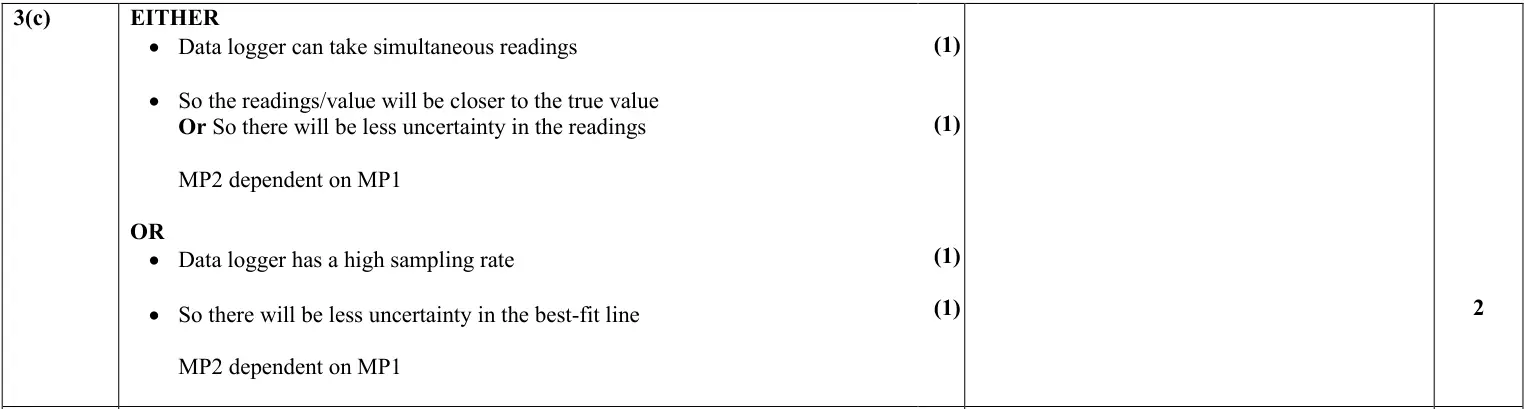 3(c) EITHER
• Data logger can take simultaneous readings (1)
• So the readings/value will be closer to the true value
Or So there will be less uncertainty in the readings (1)
MP2 dependent on MP1
OR
• Data logger has a high sampling rate (1)
• So there will be less uncertainty in the best-fit line (1) 2
MP2 dependent on MP1